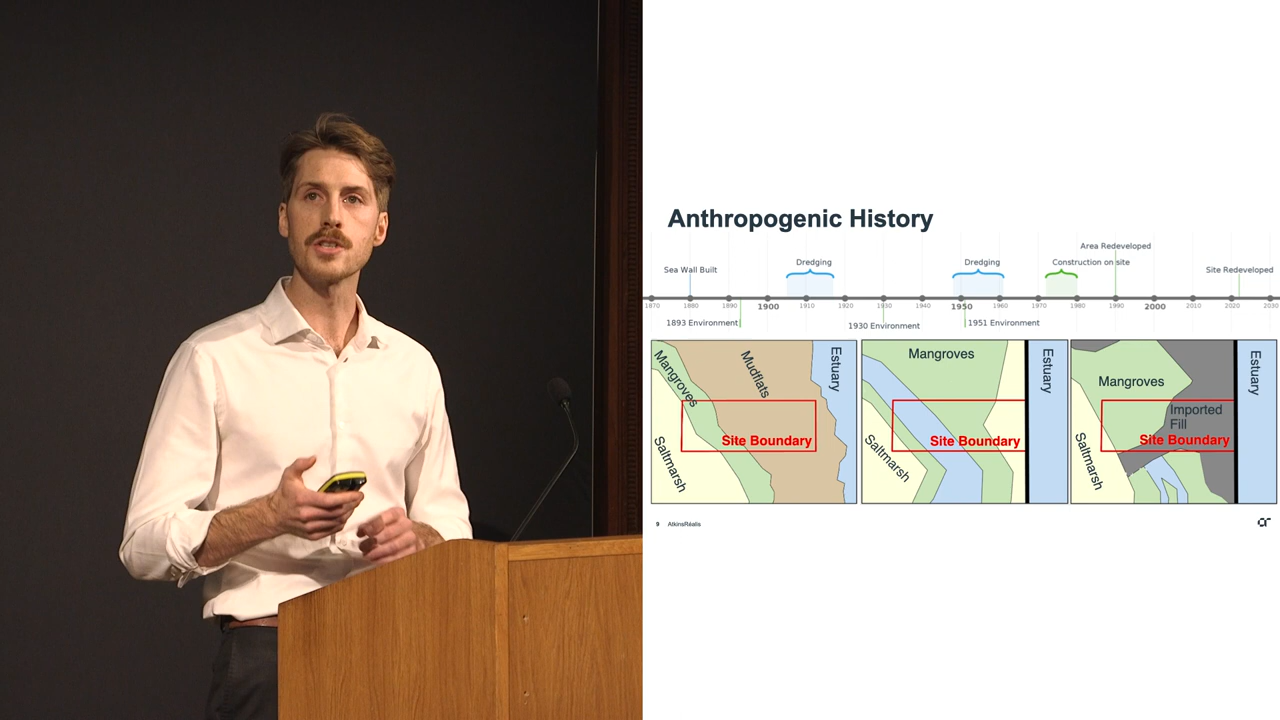 Anthropogenic History
Area Redeveloped
Dredging
Dredging
Construction on site
Sea Wall Built
Site Redeveloped
1870 1880 1890 1900 1910 1920 1930 1940 1950 1960 1970 1980 1990 2000 2010 2020 2030
1893 Environment
1930 Environment
1951 Environment
Mangroves
Mudflats
Estuary
Site Boundary
Saltmarsh
Mangroves
Estuary
Site Boundary
Saltmarsh
Mangroves
Estuary
Imported
Fill
Site Boundary
Saltmarsh
9 AtkinsRéalis